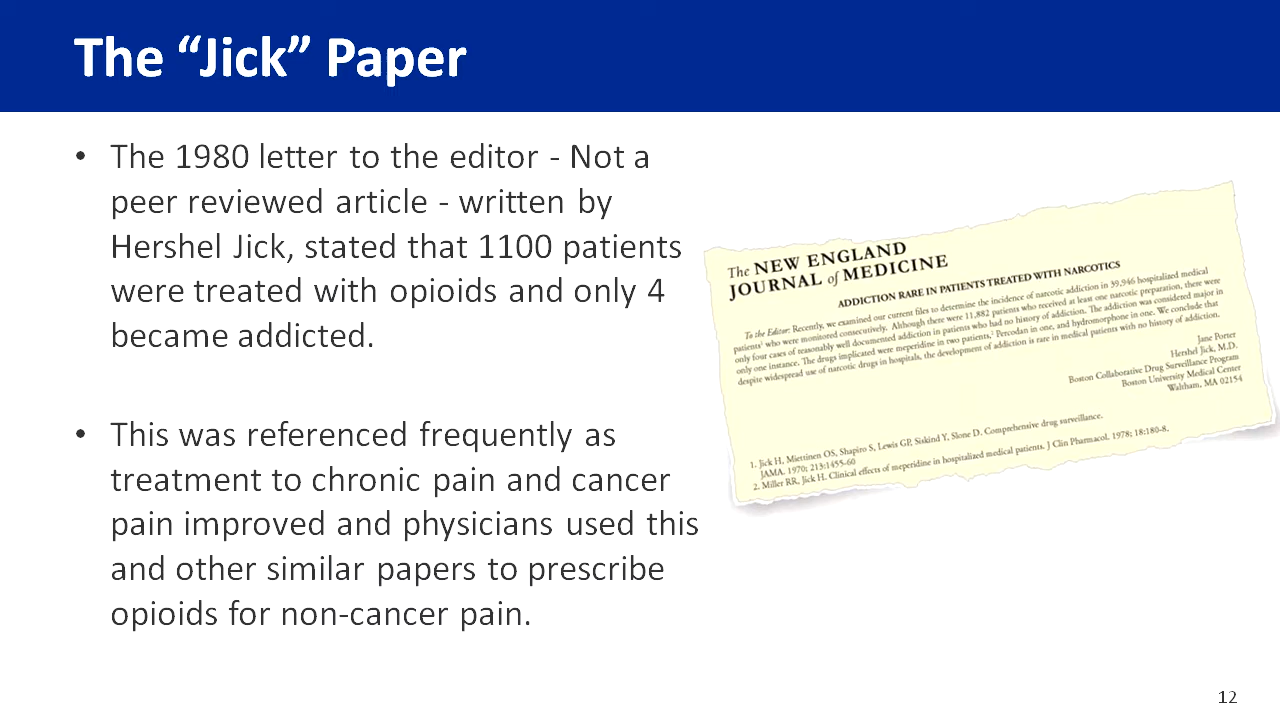 The “Jick” Paper
• The 1980 letter to the editor - Not a
peer reviewed article - written by
Hershel Jick, stated that 1100 patients
were treated with opioids and only 4
became addicted.
• This was referenced frequently as
treatment to chronic pain and cancer
pain improved and physicians used this
and other similar papers to prescribe
opioids for non-cancer pain.
The NEW ENGLAND
JOURNAL of MEDICINE
ADDICTION RARE IN PATIENTS TREATED WITH NARCOTICS
To the Editor: Recently, we examined our current files to determine the incidence of narcotic addiction in 39,946 hospitalized medical
patients¹ who were monitored consecutively. Although there were 11,882 patients who received at least one narcotic preparation, there were
only four cases of reasonably well documented addiction in patients who had no history of addiction. The addiction was considered major in
only one instance. The drugs implicated were meperidine in two patients,² Percodan in one, and hydromorphone in one. We conclude that
despite widespread use of narcotic drugs in hospitals, the development of addiction is rare in medical patients with no history of addiction.
Jane Porter
Hershel Jick, M.D.
Boston Collaborative Drug Surveillance Program
Boston University Medical Center
Waltham, MA 02154
1. Jick H, Miettinen OS, Shapiro S, Lewis GP, Siskind Y, Slone D. Comprehensive drug surveillance.
JAMA. 1970; 213:1455-60
2. Miller RR, Jick H. Clinical effects of meperidine in hospitalized medical patients. J Clin Pharmacol. 1978; 18:180-8.
12